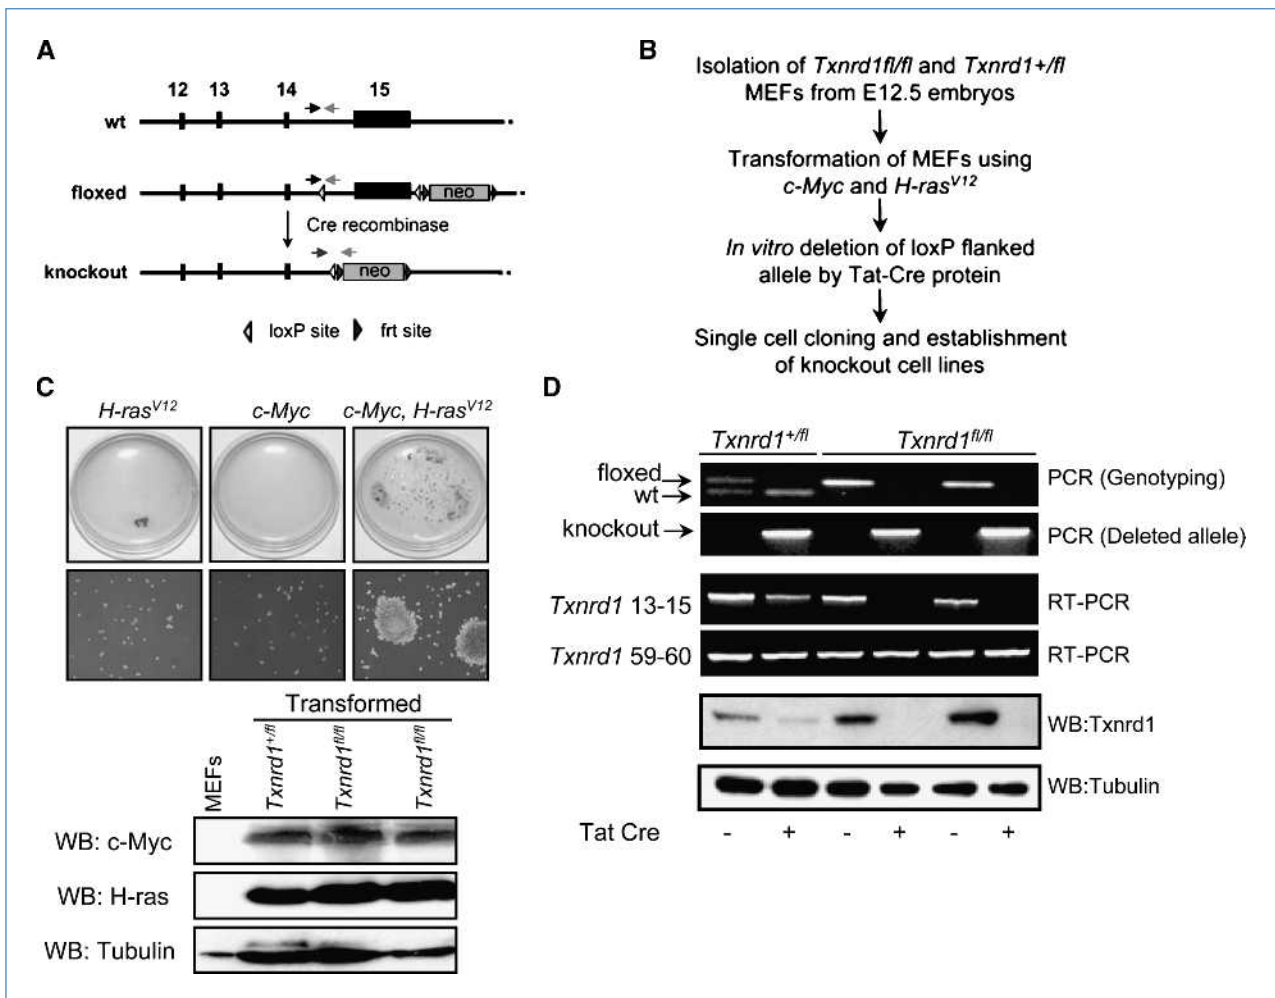 A
12 13 14 15
wt
floxed
neo
Cre recombinase
knockout
neo
loxP site
frt site
B
Isolation of Txnrd1fl/fl and Txnrd1+/fl
MEFs from E12.5 embryos
Transformation of MEFs using
c-Myc and H-rasV12
In vitro deletion of loxP flanked
allele by Tat-Cre protein
Single cell cloning and establishment
of knockout cell lines
C
H-rasV12
c-Myc
c-Myc, H-rasV12
Transformed
MEFs
Txnrd1+/fl
Txnrd1fl/fl
Txnrd1fl/fl
WB: c-Myc
WB: H-ras
WB: Tubulin
D
Txnrd1+/fl
Txnrd1fl/fl
floxed
wt
PCR (Genotyping)
knockout
PCR (Deleted allele)
Txnrd1 13-15
RT-PCR
Txnrd1 59-60
RT-PCR
WB:Txnrd1
WB:Tubulin
Tat Cre - + - + - +